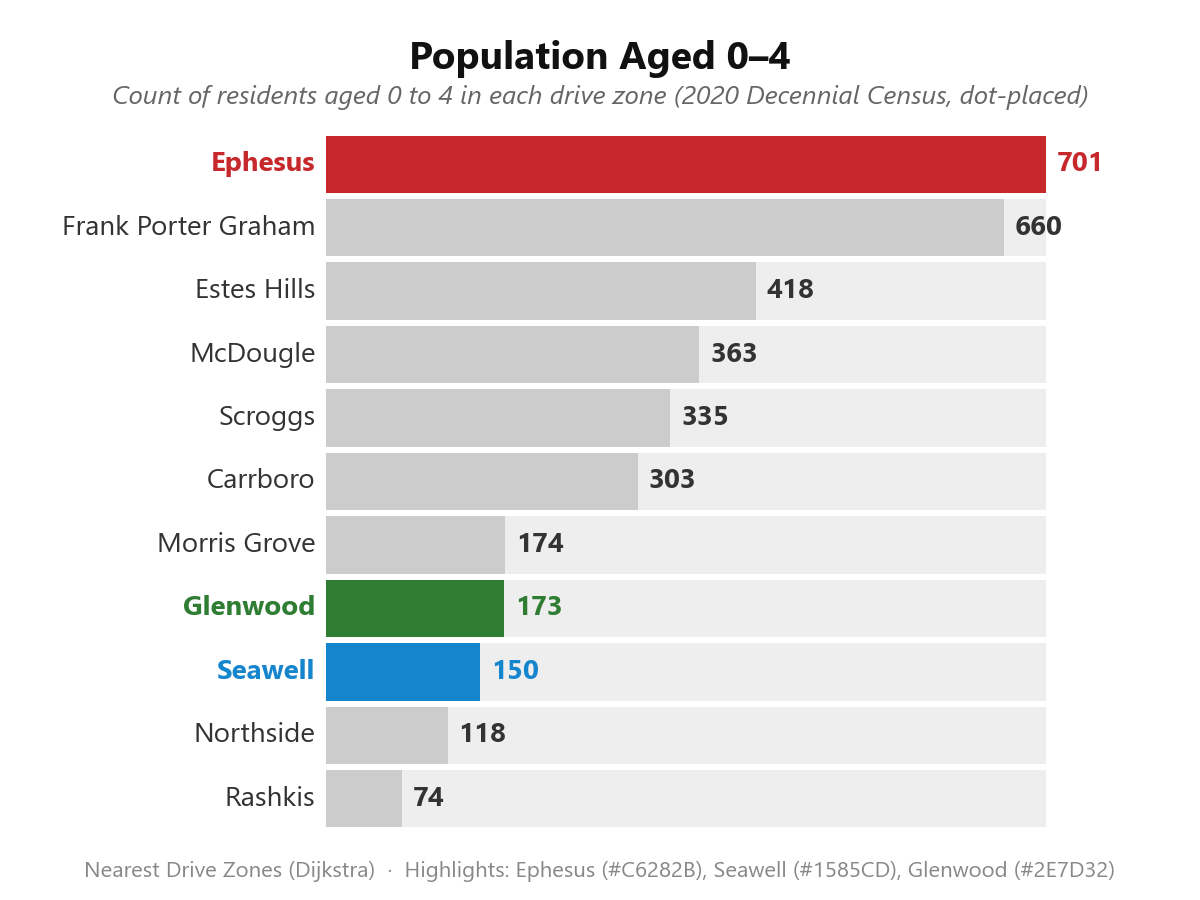 Population Aged 0–4
Count of residents aged 0 to 4 in each drive zone (2020 Decennial Census, dot-placed)
Ephesus 701
Frank Porter Graham 660
Estes Hills 418
McDougle 363
Scroggs 335
Carrboro 303
Morris Grove 174
Glenwood 173
Seawell 150
Northside 118
Rashkis 74
Nearest Drive Zones (Dijkstra) · Highlights: Ephesus (#C6282B), Seawell (#1585CD), Glenwood (#2E7D32)